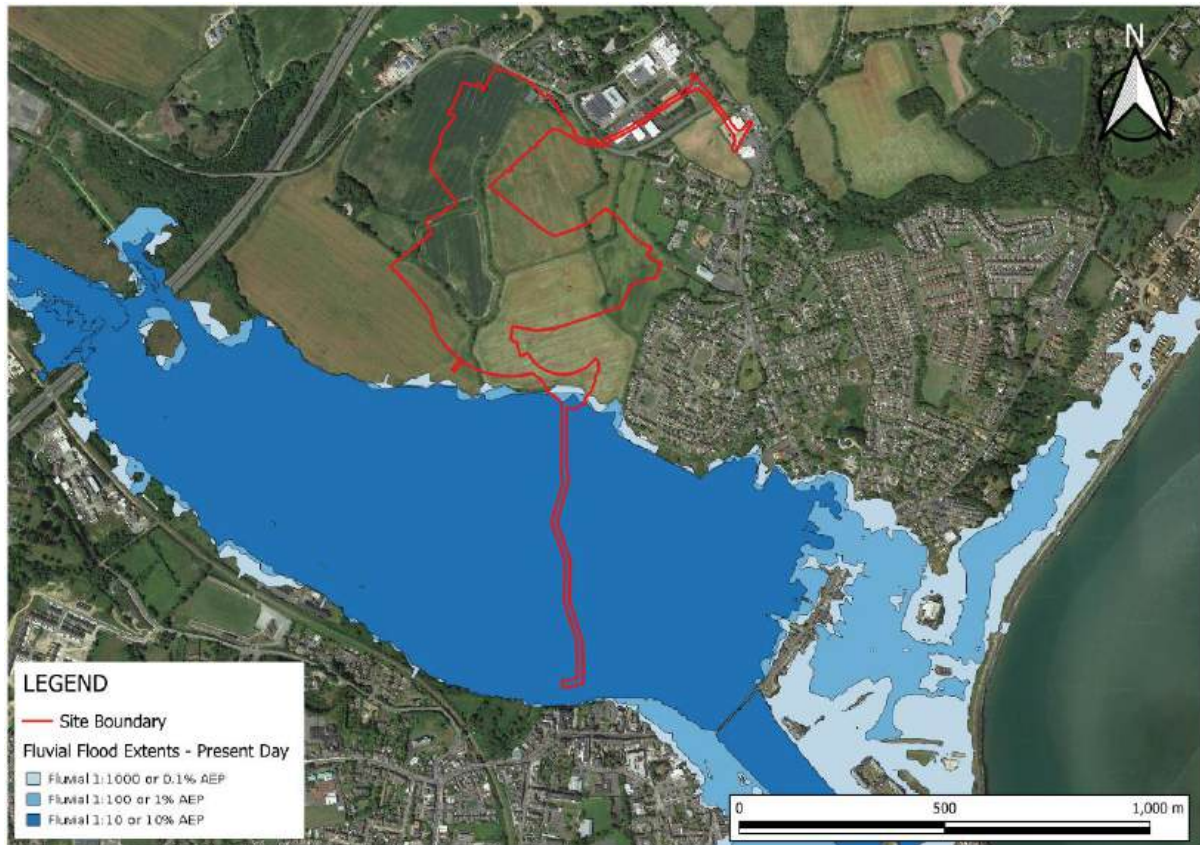 N
LEGEND
Site Boundary
Fluvial Flood Extents - Present Day
Fluvial 1:1000 or 0.1% AEP
Fluvial 1:100 or 1% AEP
Fluvial 1:10 or 10% AEP
0 500 1,000 m